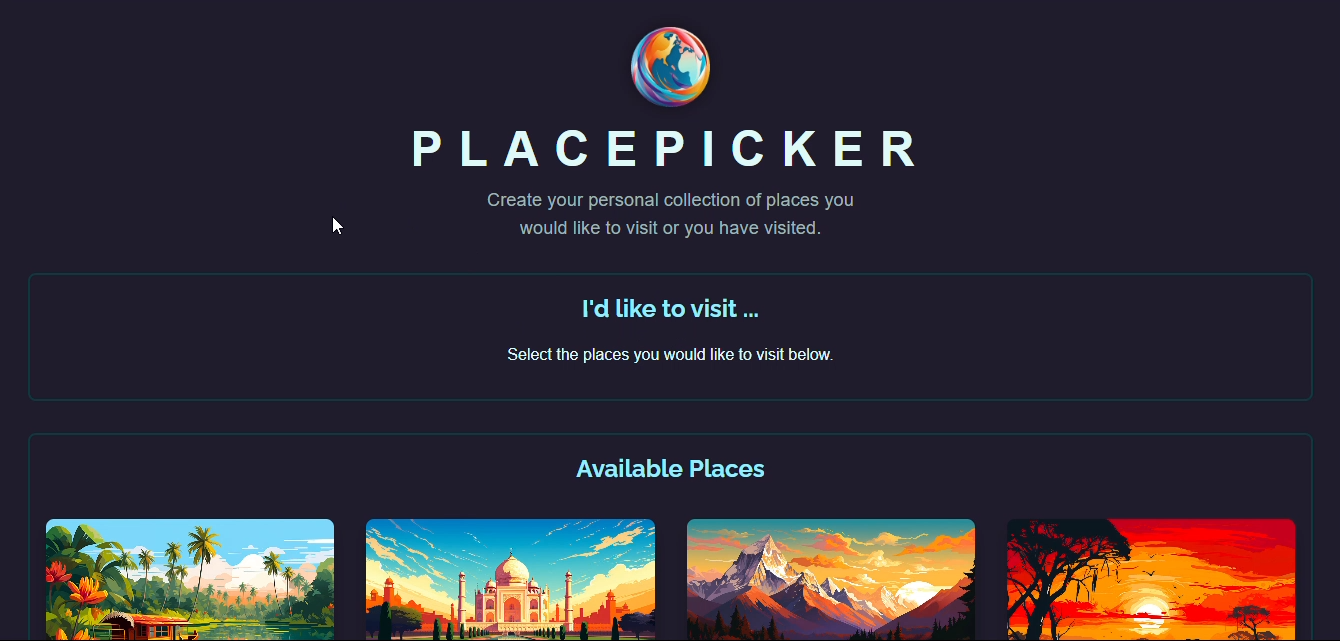 PLACEPICKER
Create your personal collection of places you
would like to visit or you have visited.
I'd like to visit ...
Select the places you would like to visit below.
Available Places